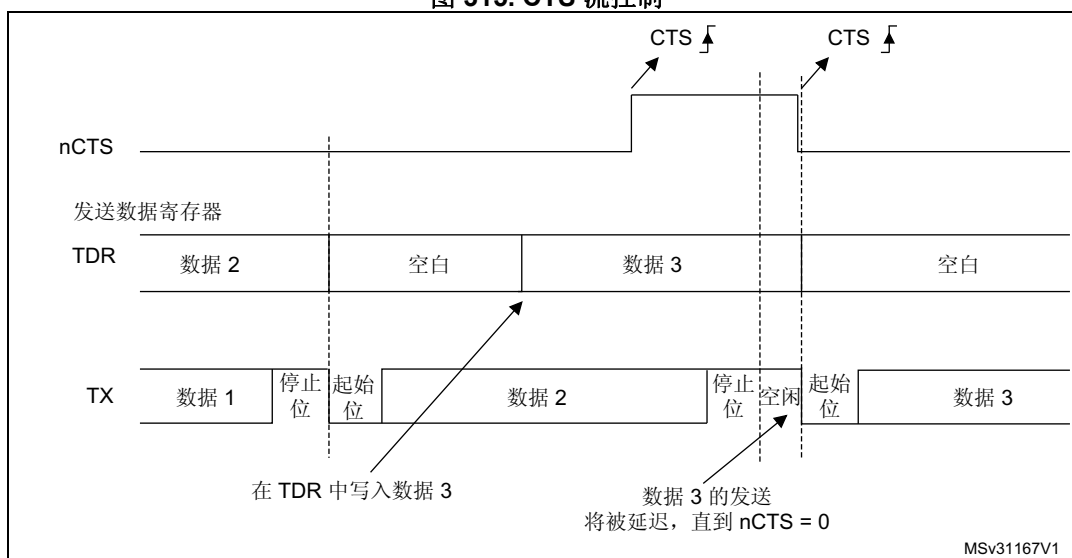 CTS
CTS
nCTS
发送数据寄存器
TDR
数据 2
空白
数据 3
空白
TX
数据 1
停止
位
起始
位
数据 2
停止
位
空闲
起始
位
数据 3
在 TDR 中写入数据 3
数据 3 的发送
将被延迟，直到 nCTS = 0
MSv31167V1